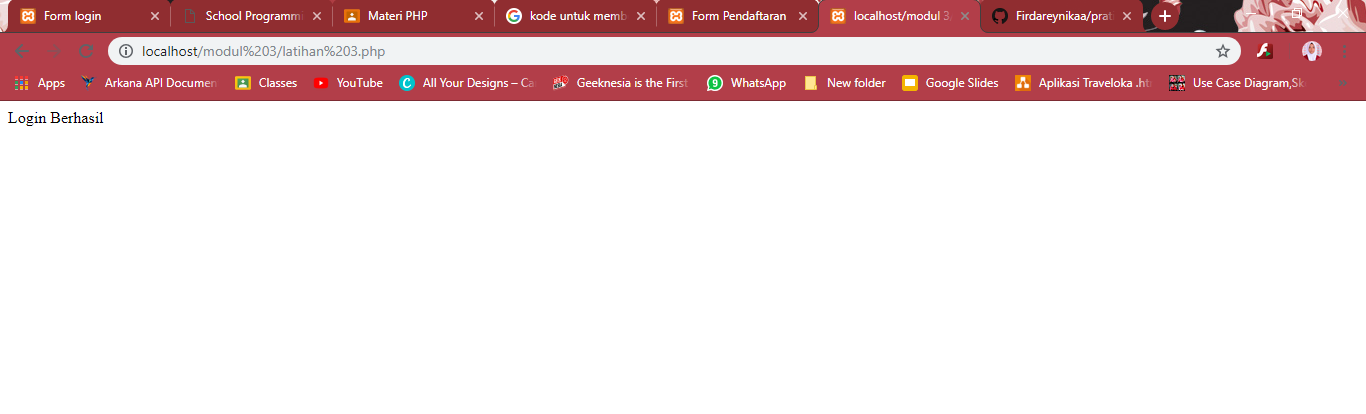 Form login School Programmi Materi PHP kode untuk memb Form Pendaftaran localhost/modul 3/ Firdareynikaa/prat
localhost/modul%203/latihan%203.php
Apps Arkana API Documen Classes YouTube All Your Designs – Ca Geeknesia is the First WhatsApp New folder Google Slides Aplikasi Traveloka .htm Use Case Diagram,Sk
Login Berhasil